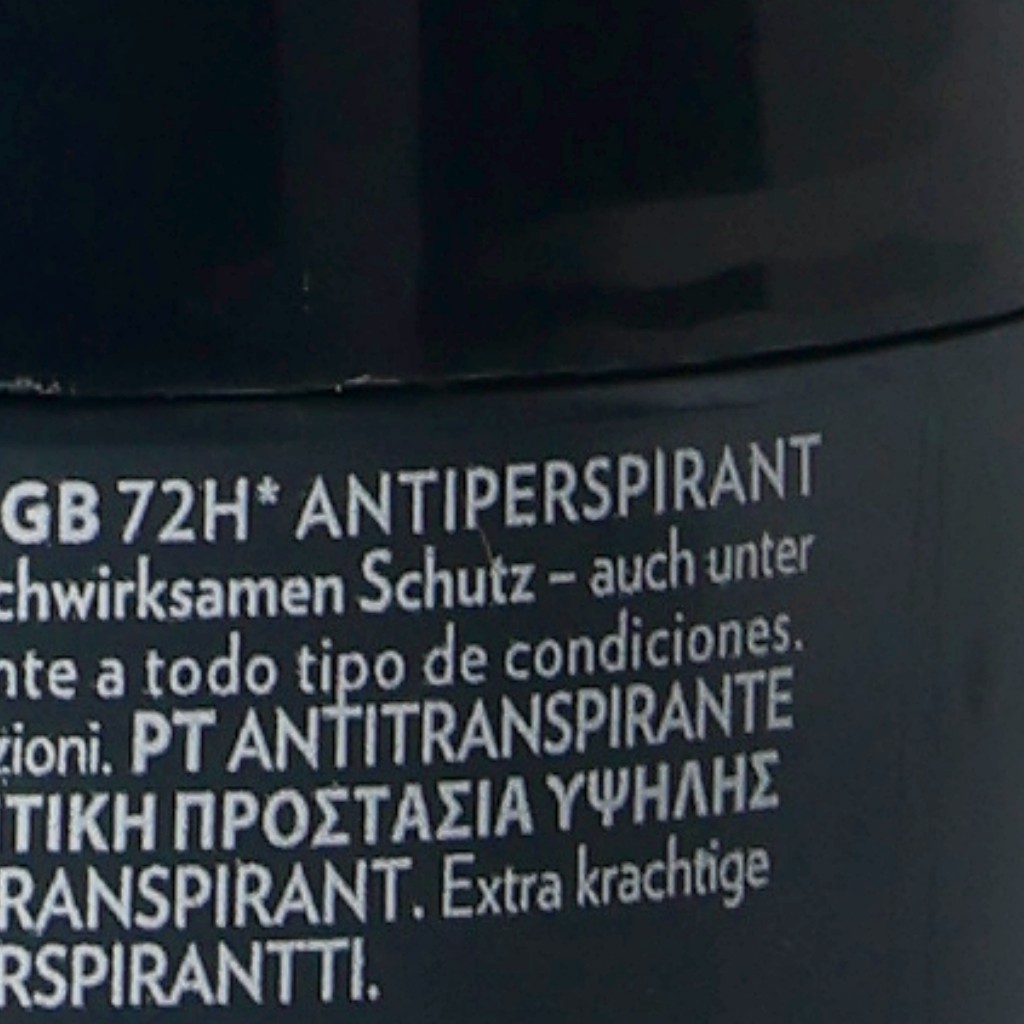 GB 72H* ANTIPERSPIRANT
chwirksamen Schutz – auch unter
nte a todo tipo de condiciones.
zioni. PT ANTITRANSPIRANTE
ΤΙΚΗ ΠΡΟΣΤΑΣΙΑ ΥΨΗΛΗΣ
RANSPIRANT. Extra krachtige
RSPIRANTTI.